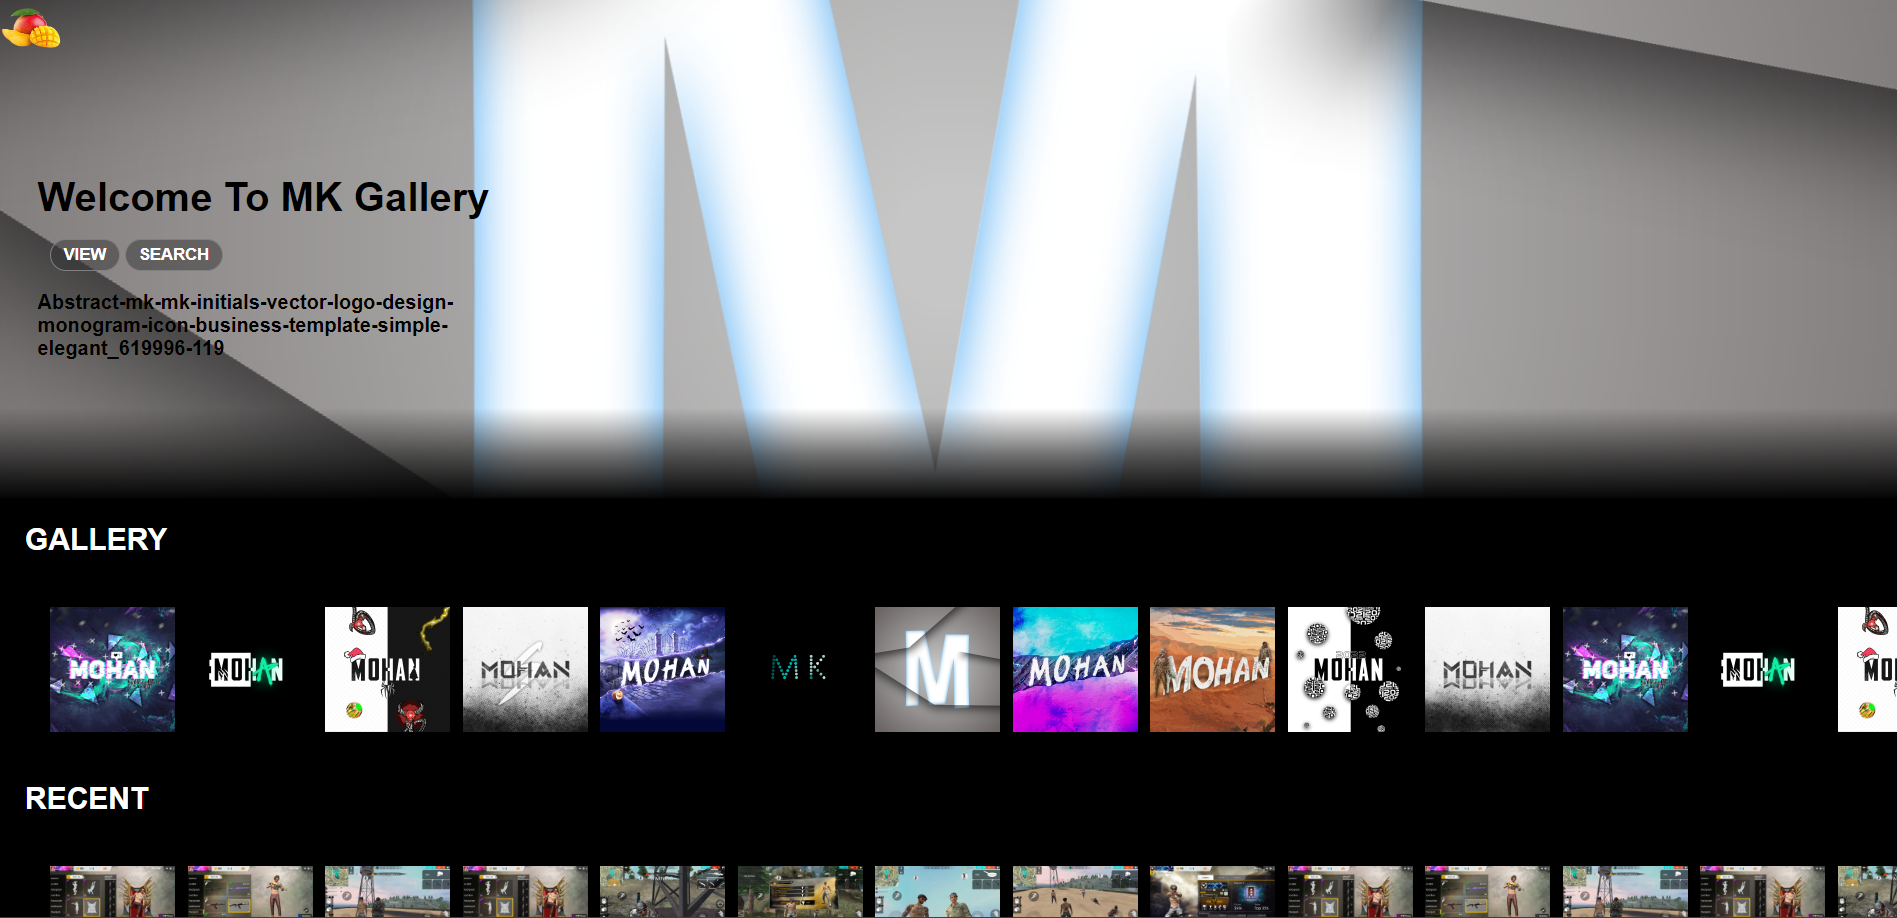 Welcome To MK Gallery
VIEW SEARCH
Abstract-mk-mk-initials-vector-logo-design-
monogram-icon-business-template-simple-
elegant_619996-119
M
GALLERY
MOHAN
MOHAN
MOHAN
MOHAN
MOHAN
MK
M
MOHAN
MOHAN
2022
MOHAN
MOHAN
MOHAN
MOHAN
RECENT